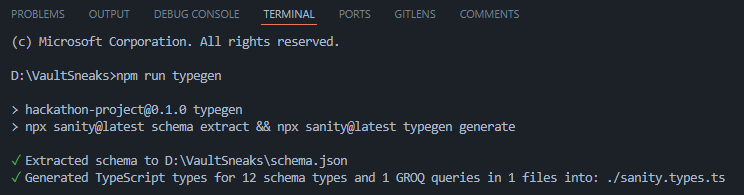 PROBLEMS OUTPUT DEBUG CONSOLE TERMINAL PORTS GITLENS COMMENTS
(c) Microsoft Corporation. All rights reserved.
D:\VaultSneaks>npm run typegen
> hackathon-project@0.1.0 typegen
> npx sanity@latest schema extract && npx sanity@latest typegen generate
✓ Extracted schema to D:\VaultSneaks\schema.json
✓ Generated TypeScript types for 12 schema types and 1 GROQ queries in 1 files into: ./sanity.types.ts